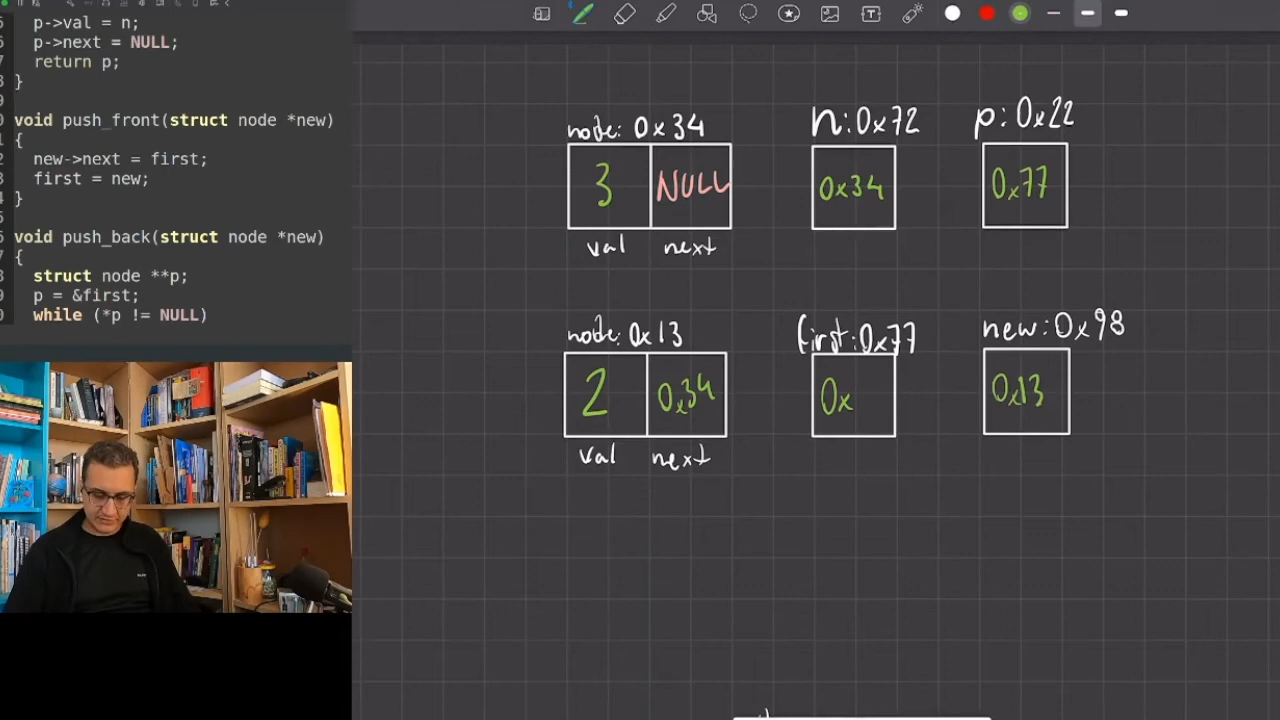 p->val = n;
p->next = NULL;
return p;
}
void push_front(struct node *new)
{
new->next = first;
first = new;
}
void push_back(struct node *new)
{
struct node **p;
p = &first;
while (*p != NULL)
node: 0x34
n:0x72
p:0x22
3
NULL
0x34
0x77
val
next
node: 0x13
first:0x77
new:0x98
2
0x34
0x
0x13
val
next